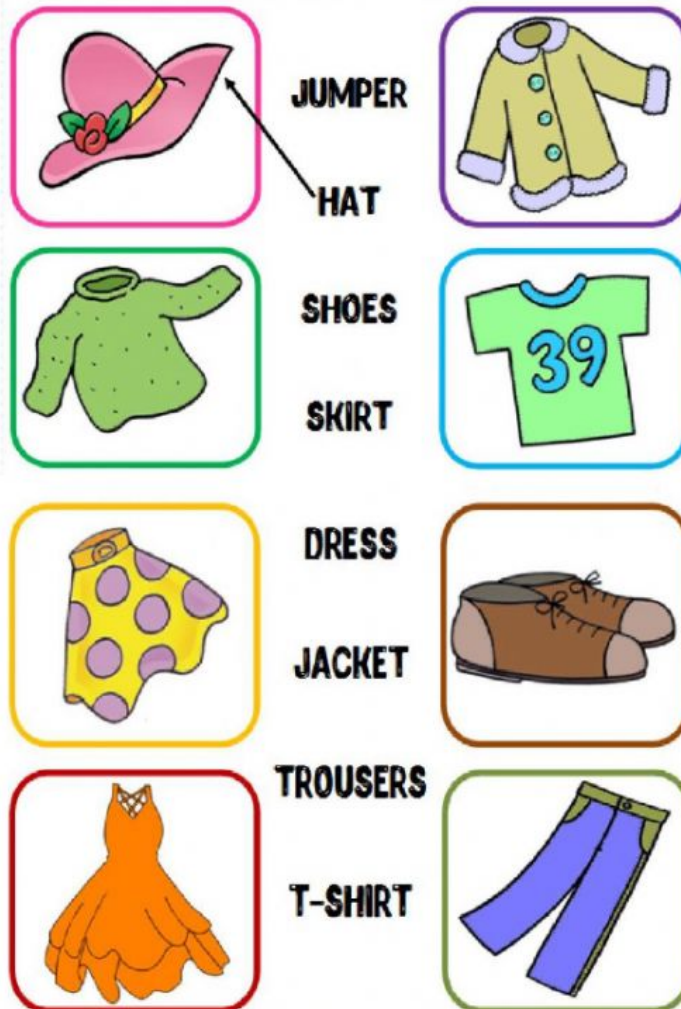 JUMPER
HAT
SHOES
39
SKIRT
DRESS
JACKET
TROUSERS
T-SHIRT